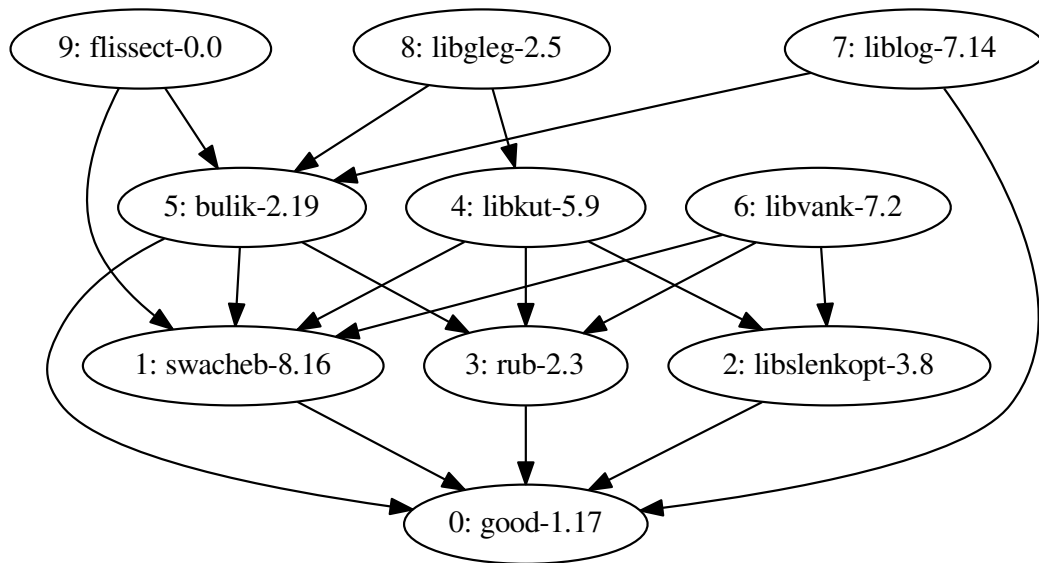 9: flissect-0.0
8: libgleg-2.5
7: liblog-7.14
5: bulik-2.19
4: libkut-5.9
6: libvank-7.2
1: swacheb-8.16
3: rub-2.3
2: libslenkopt-3.8
0: good-1.17